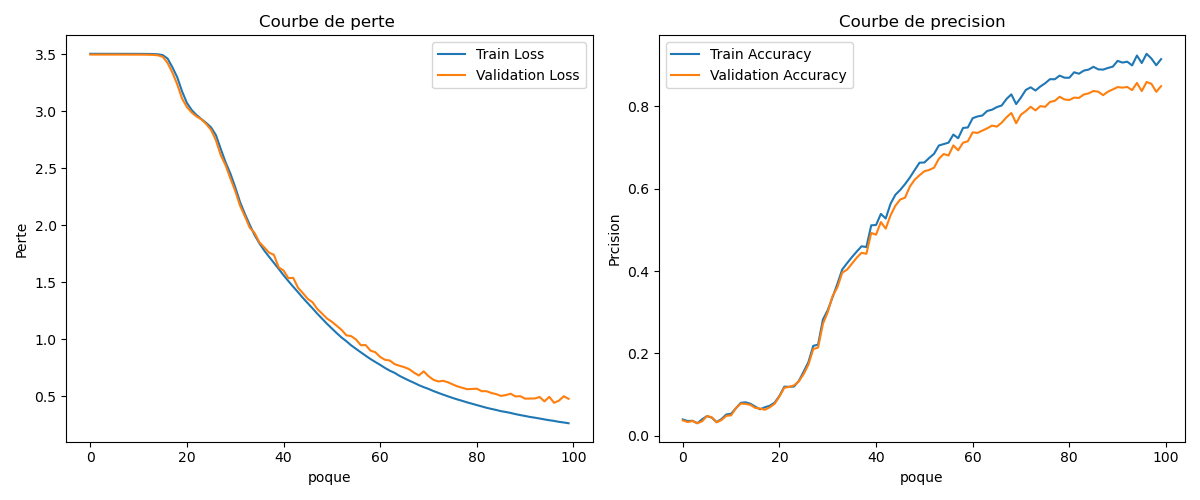 Courbe de perte
Train Loss
Validation Loss
Perte
3.5
3.0
2.5
2.0
1.5
1.0
0.5
0 20 40 60 80 100
poque
Courbe de precision
Train Accuracy
Validation Accuracy
Prcision
0.8
0.6
0.4
0.2
0.0
0 20 40 60 80 100
poque